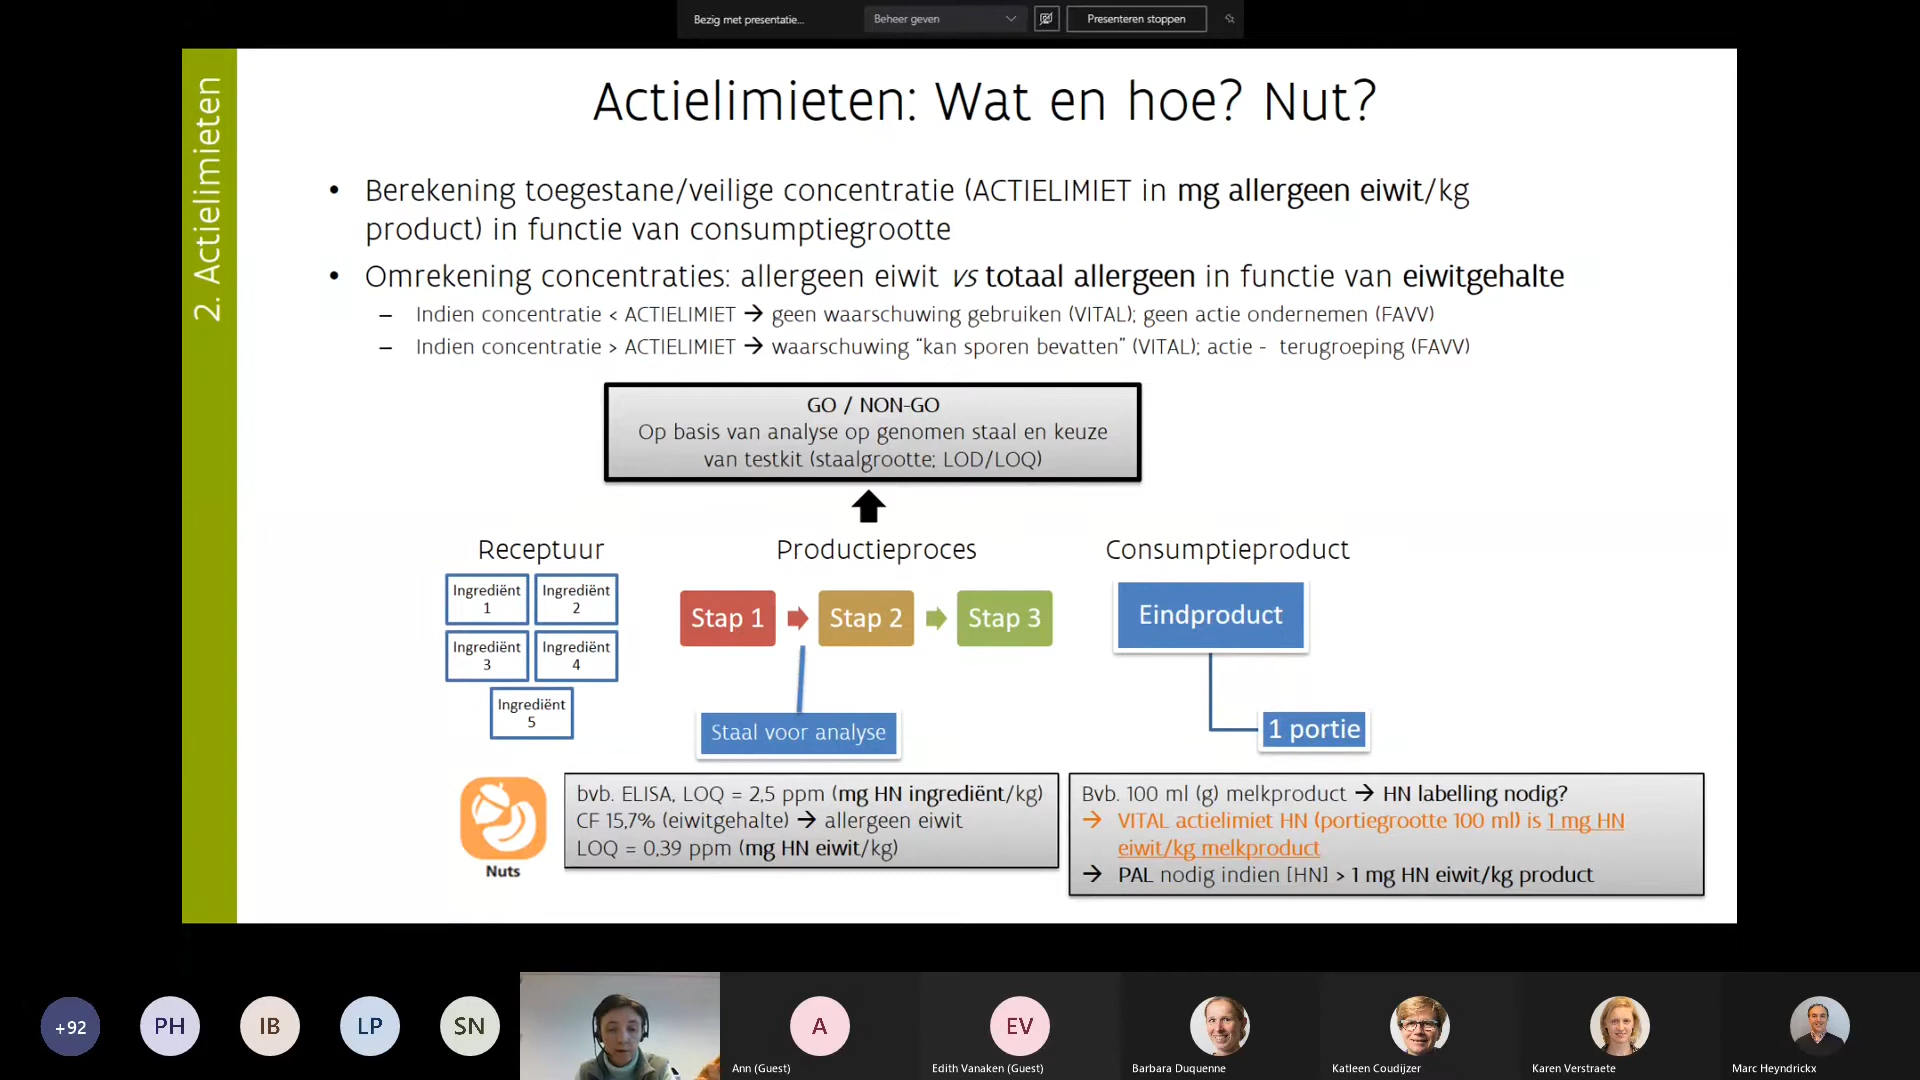 Bezig met presentatie...
Beheer geven
Presenteren stoppen
2. Actielimieten
Actielimieten: Wat en hoe? Nut?
• Berekening toegestane/veilige concentratie (ACTIELIMIET in mg allergeen eiwit/kg
product) in functie van consumptiegrootte
• Omrekening concentraties: allergeen eiwit vs totaal allergeen in functie van eiwitgehalte
– Indien concentratie < ACTIELIMIET → geen waarschuwing gebruiken (VITAL); geen actie ondernemen (FAVV)
– Indien concentratie > ACTIELIMIET → waarschuwing “kan sporen bevatten” (VITAL); actie - terugroeping (FAVV)
GO / NON-GO
Op basis van analyse op genomen staal en keuze
van testkit (staalgrootte; LOD/LOQ)
Receptuur
Ingrediënt
1
Ingrediënt
2
Ingrediënt
3
Ingrediënt
4
Ingrediënt
5
Productieproces
Stap 1
Stap 2
Stap 3
Staal voor analyse
Consumptieproduct
Eindproduct
1 portie
Nuts
bvb. ELISA, LOQ = 2,5 ppm (mg HN ingrediënt/kg)
CF 15,7% (eiwitgehalte) → allergeen eiwit
LOQ = 0,39 ppm (mg HN eiwit/kg)
Bvb. 100 ml (g) melkproduct → HN labelling nodig?
→ VITAL actielimiet HN (portiegrootte 100 ml) is 1 mg HN
eiwit/kg melkproduct
→ PAL nodig indien [HN] > 1 mg HN eiwit/kg product
+92
PH
IB
LP
SN
A
Ann (Guest)
EV
Edith Vanaken (Guest)
Barbara Duquenne
Katleen Coudijzer
Karen Verstraete
Marc Heyndrickx